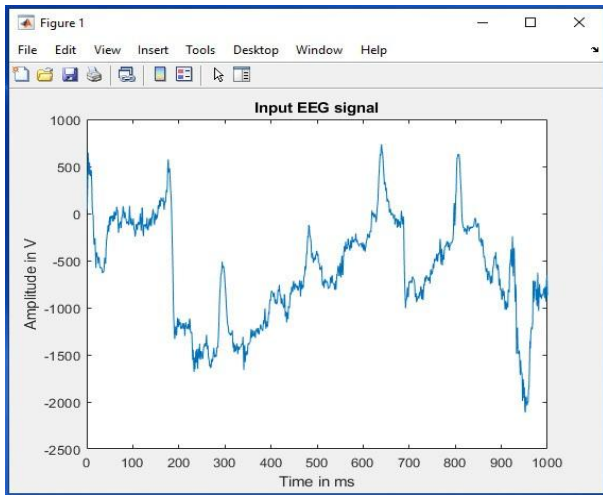 Figure 1
File Edit View Insert Tools Desktop Window Help
Input EEG signal
1000
500
0
-500
-1000
-1500
-2000
-2500
Amplitude in V
0 100 200 300 400 500 600 700 800 900 1000
Time in ms